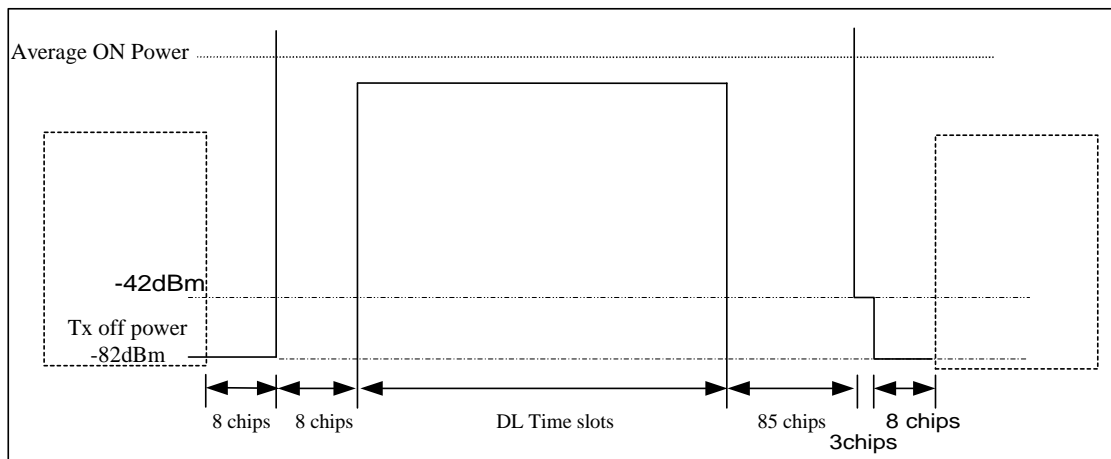 Average ON Power
-42dBm
Tx off power
-82dBm
8 chips
8 chips
DL Time slots
85 chips
3chips
8 chips